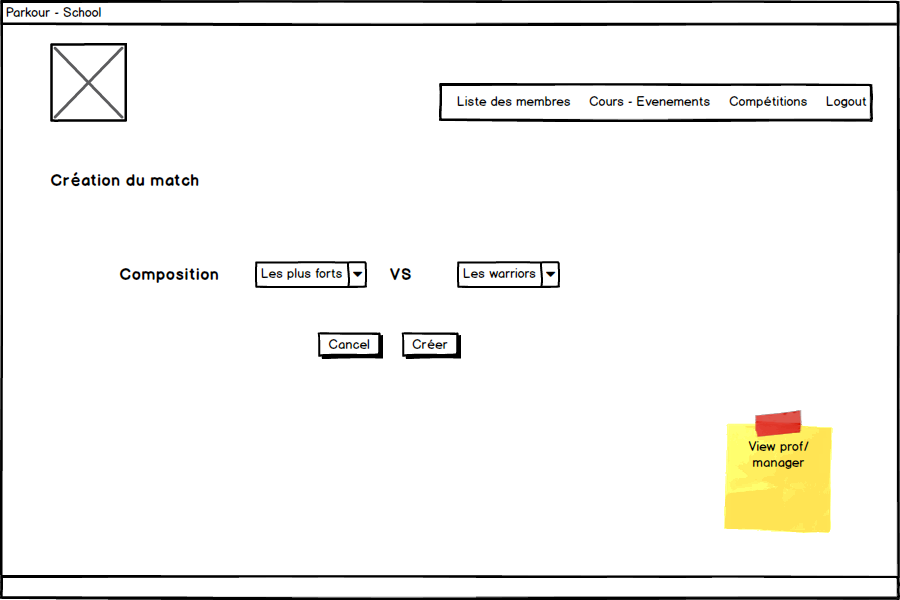 Parkour - School
Liste des membres Cours - Evenements Compétitions Logout
Création du match
Composition Les plus forts VS Les warriors
Cancel Créer
View prof/
manager